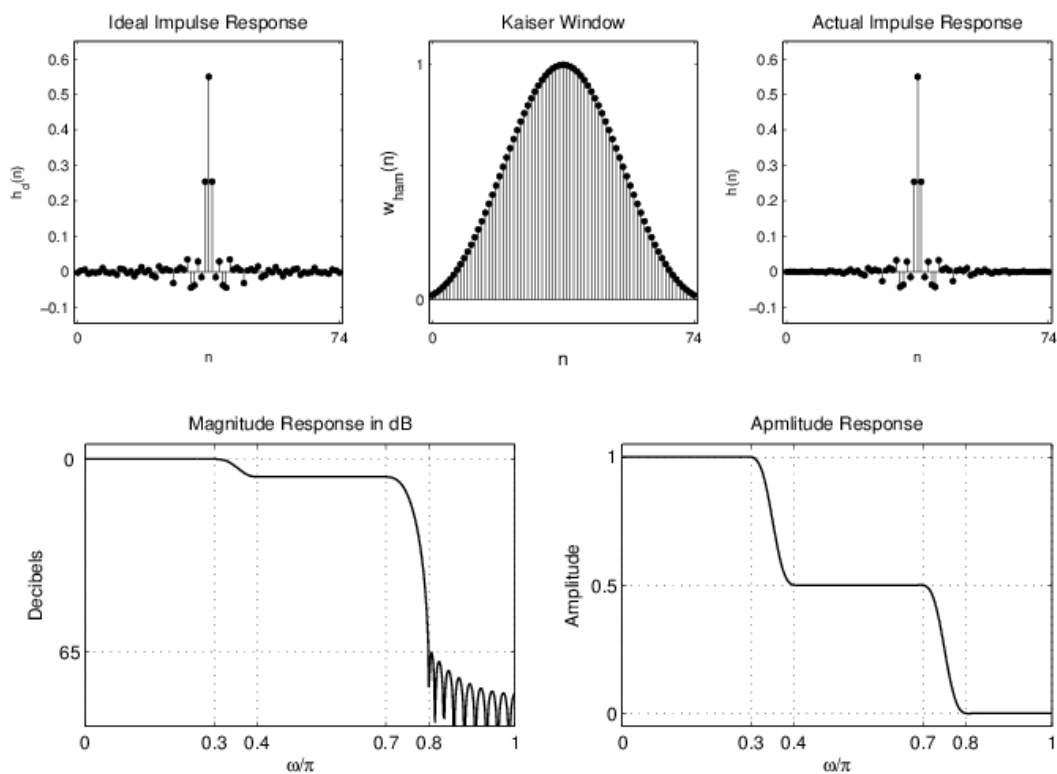 Ideal Impulse Response
0.6
0.5
0.4
0.3
0.2
0.1
0
−0.1
h_d(n)
0
74
n
Kaiser Window
1
0
w_ham(n)
0
74
n
Actual Impulse Response
0.6
0.5
0.4
0.3
0.2
0.1
0
−0.1
h(n)
0
74
n
Magnitude Response in dB
0
65
Decibels
0
0.3
0.4
0.7
0.8
1
ω/π
Apmlitude Response
1
0.5
0
Amplitude
0
0.3
0.4
0.7
0.8
1
ω/π